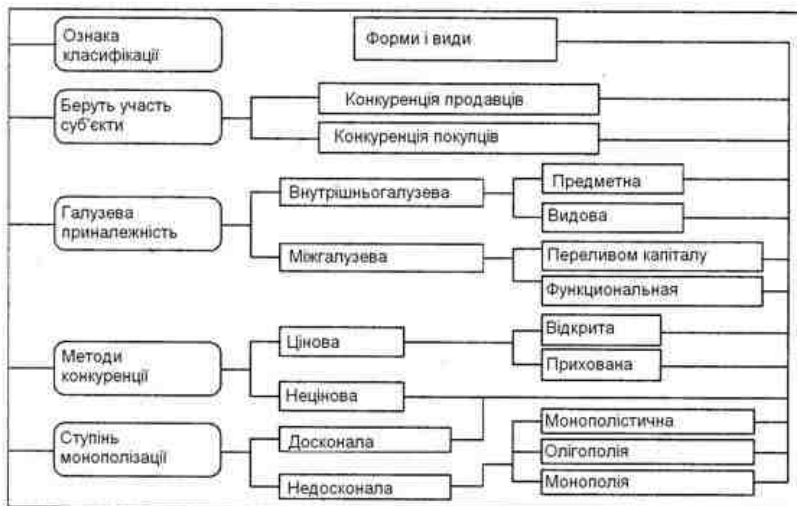 Ознака
класифікації
Форми і види
Беруть участь
суб'єкти
Конкуренція продавців
Конкуренція покупців
Галузева
приналежність
Внутрішньогалузева
Предметна
Видова
Міжгалузева
Переливом капіталу
Функциональная
Методи
конкуренції
Цінова
Відкрита
Прихована
Нецінова
Ступінь
монополізації
Досконала
Недосконала
Монополістична
Олігополія
Монополія